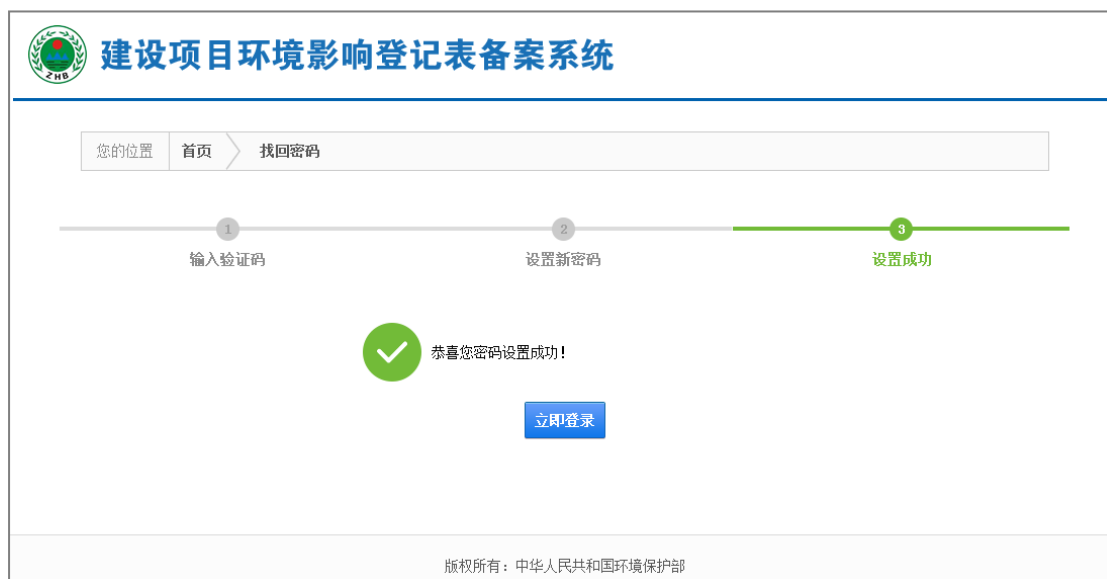 ZHB
建设项目环境影响登记表备案系统
您的位置 首页 找回密码
1 2 3
输入验证码 设置新密码 设置成功
恭喜您密码设置成功！
立即登录
版权所有：中华人民共和国环境保护部